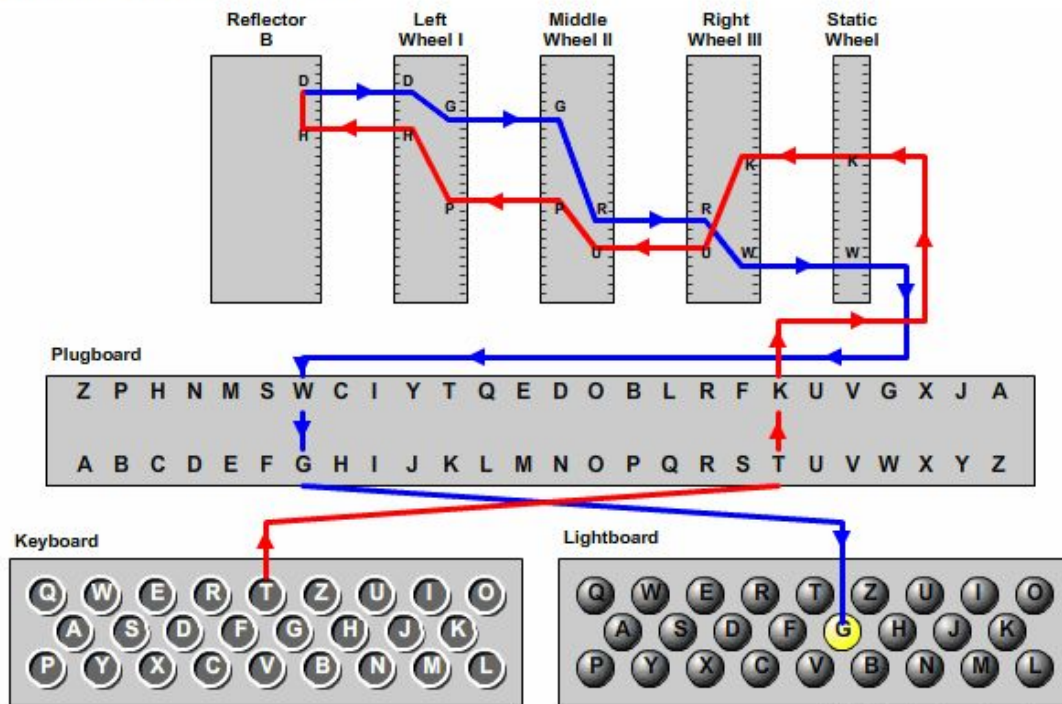 Reflector B
Left Wheel I
Middle Wheel II
Right Wheel III
Static Wheel
D D
G G
H H K K
P P R R
U U W W
Plugboard
Z P H N M S W C I Y T Q E D O B L R F K U V G X J A
A B C D E F G H I J K L M N O P Q R S T U V W X Y Z
Keyboard
Q W E R T Z U I O
A S D F G H J K
P Y X C V B N M L
Lightboard
Q W E R T Z U I O
A S D F G H J K
P Y X C V B N M L